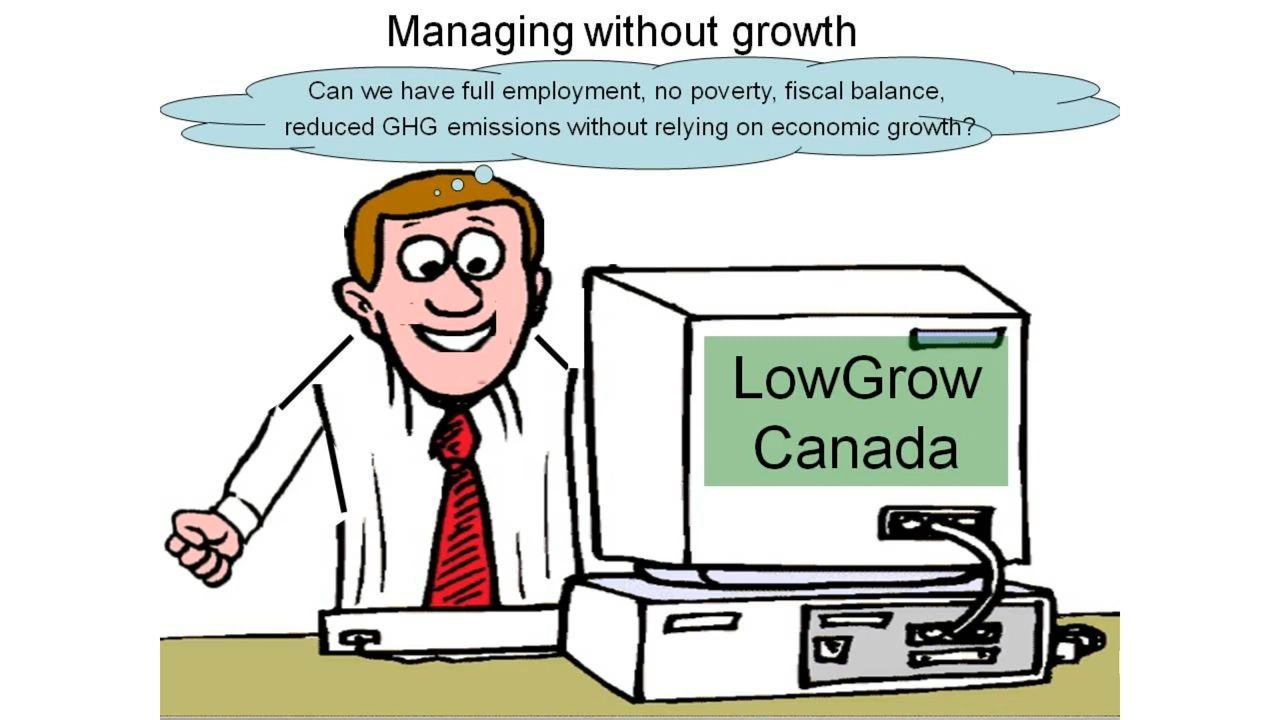 Managing without growth
Can we have full employment, no poverty, fiscal balance,
reduced GHG emissions without relying on economic growth?
LowGrow
Canada